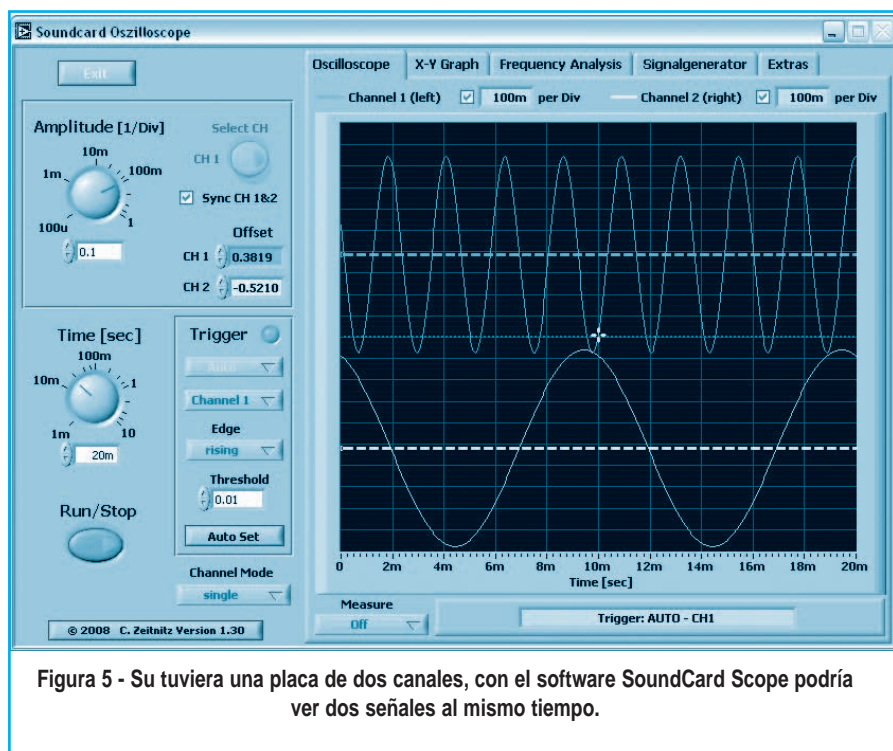 Soundcard Oszilloscope
Exit
Amplitude [1/Div]
10m
1m
100m
100u
1
0.1
Select CH
CH 1
Sync CH 1&2
Offset
CH 1 0.3819
CH 2 -0.5210
Time [sec]
100m
10m
1
1m
10
20m
Run/Stop
Trigger
Auto
Channel 1
Edge
rising
Threshold
0.01
Auto Set
Channel Mode
single
© 2008 C. Zeitnitz Version 1.30
Oscilloscope X-Y Graph Frequency Analysis Signalgenerator Extras
Channel 1 (left) 100m per Div Channel 2 (right) 100m per Div
0 2m 4m 6m 8m 10m 12m 14m 16m 18m 20m
Time [sec]
Measure
Off
Trigger: AUTO - CH1
Figura 5 - Su tuviera una placa de dos canales, con el software SoundCard Scope podría
ver dos señales al mismo tiempo.